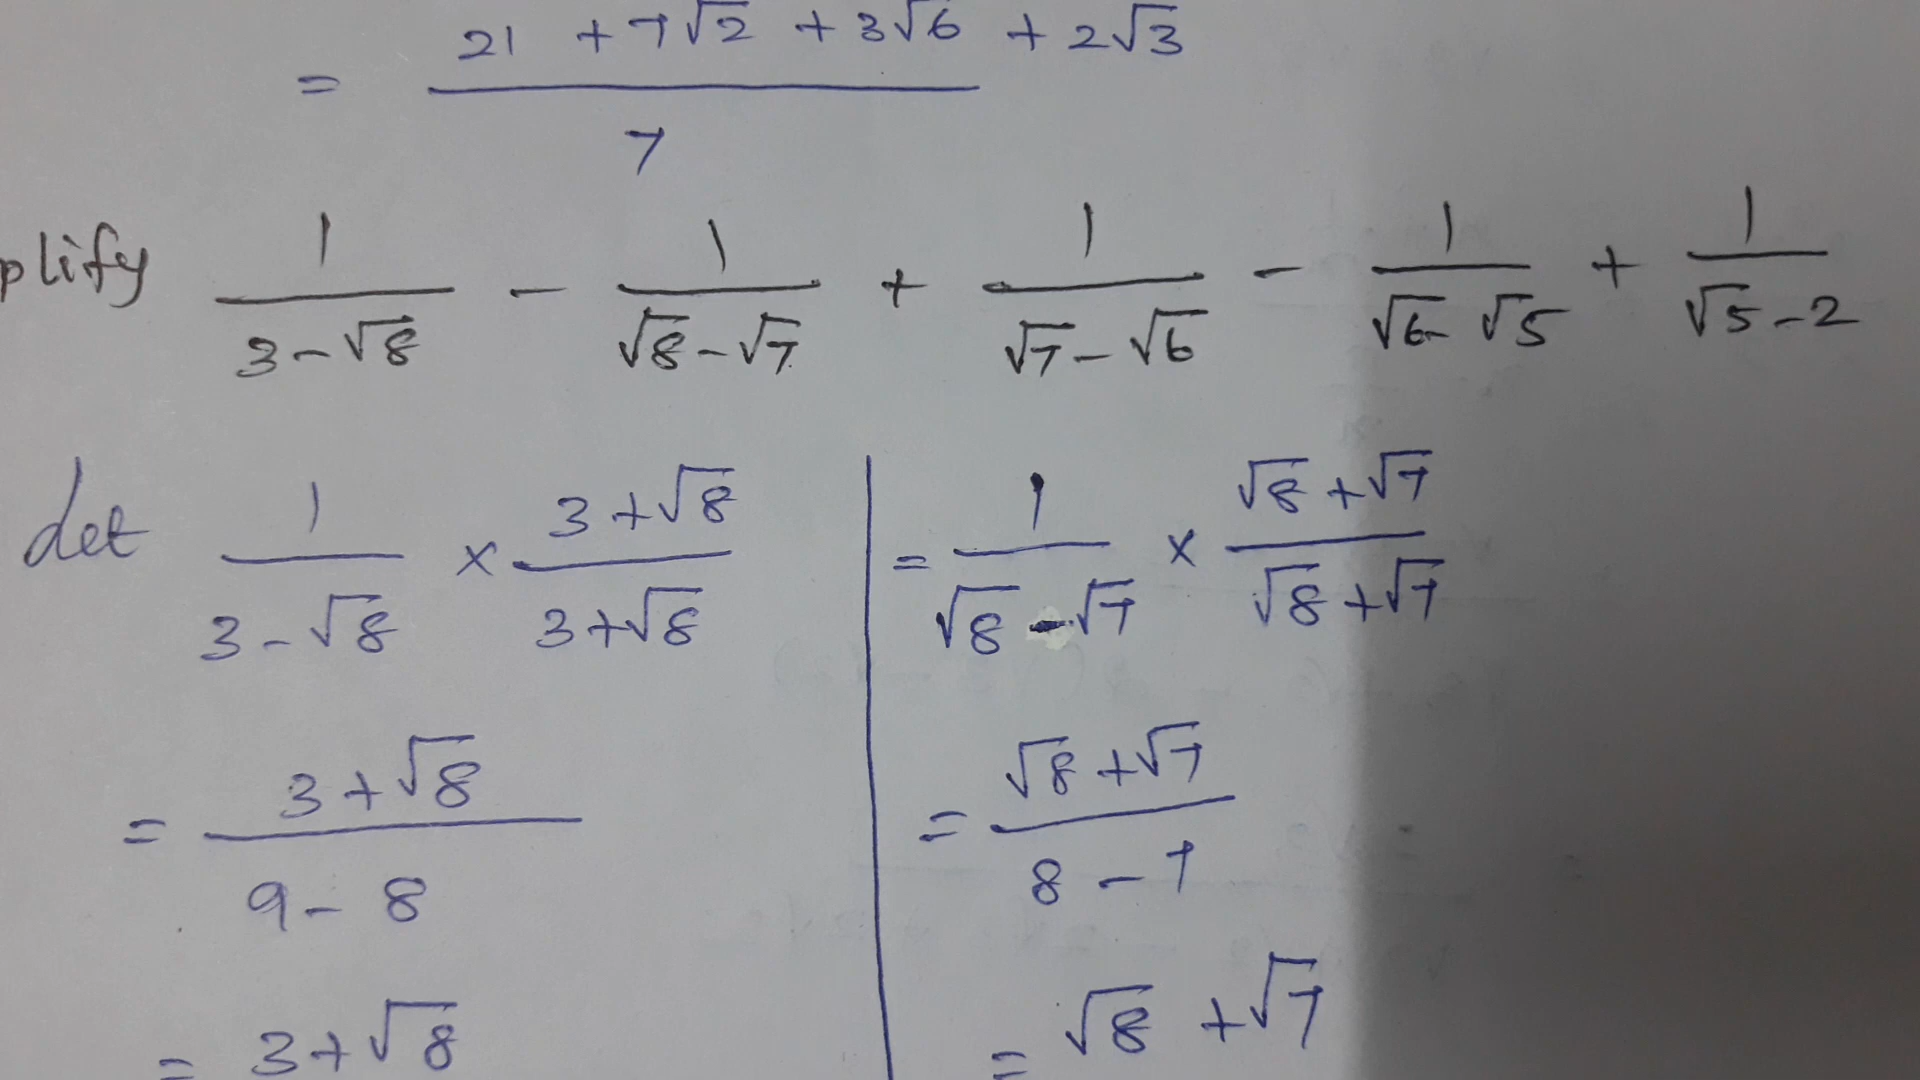 = (21 + 7√2 + 3√6 + 2√3)/7
plify 1/(3-√8) - 1/(√8-√7) + 1/(√7-√6) - 1/(√6-√5) + 1/(√5-2)
Let 1/(3-√8) × (3+√8)/(3+√8)
= (3+√8)/(9-8)
= 3+√8
= 1/(√8-√7) × (√8+√7)/(√8+√7)
= (√8+√7)/(8-7)
= √8+√7